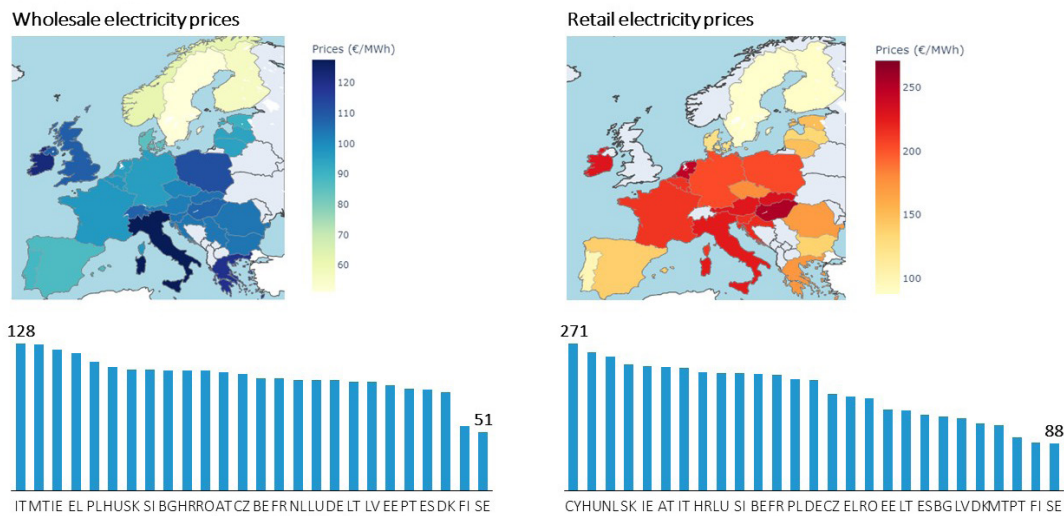 Wholesale electricity prices
Prices (€/MWh)
120
110
100
90
80
70
60
128
51
IT MT IE EL PL HU SK SI BG HR RO AT CZ BE FR NL LU DE LT LV EE PT ES DK FI SE
Retail electricity prices
Prices (€/MWh)
250
200
150
100
271
88
CY HU NL SK IE AT IT HR LU SI BE FR PL DE CZ EL RO EE LT ES BG LV DK MT PT FI SE